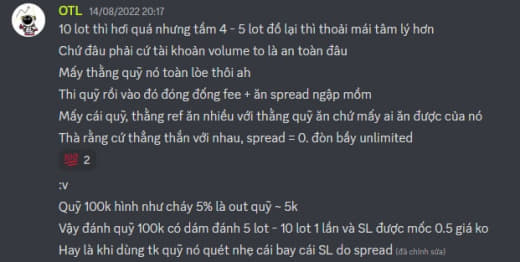 OTL 14/08/2022 20:17
10 lot thì hơi quá nhưng tầm 4 - 5 lot đổ lại thì thoải mái tâm lý hơn
Chứ đâu phải cứ tài khoản volume to là an toàn đâu
Mấy thằng quỹ nó toàn lòe thôi ah
Thi quỹ rồi vào đó đóng đống fee + ăn spread ngập mồm
Mấy cái quỹ, thằng ref ăn nhiều với thằng quỹ ăn chứ mấy ai ăn được của nó
Thà rằng cứ thẳng thắn với nhau, spread = 0. đòn bẩy unlimited
💯 2
:v
Quỹ 100k hình như cháy 5% là out quỹ ~ 5k
Vậy đánh quỹ 100k có dám đánh 5 lot - 10 lot 1 lần và SL được mốc 0.5 giá ko
Hay là khi dùng tk quỹ nó quét nhẹ cái bay cái SL do spread (đã chỉnh sửa)